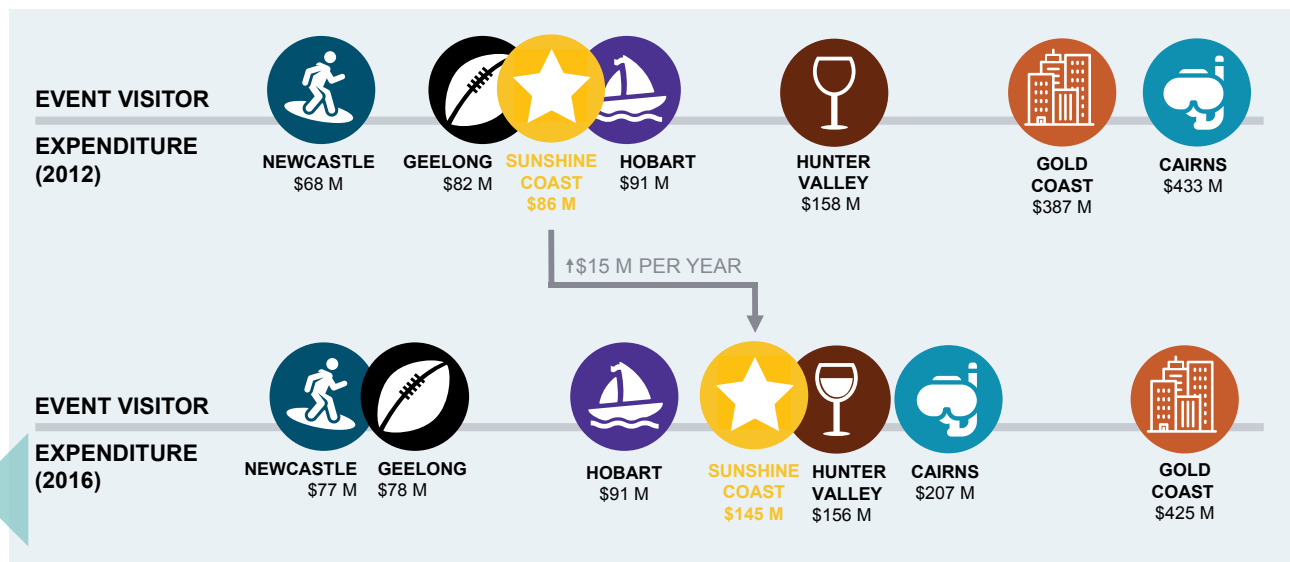 EVENT VISITOR
EXPENDITURE
(2012)
NEWCASTLE
$68 M
GEELONG
$82 M
SUNSHINE
COAST
$86 M
HOBART
$91 M
HUNTER
VALLEY
$158 M
GOLD
COAST
$387 M
CAIRNS
$433 M
↑$15 M PER YEAR
EVENT VISITOR
EXPENDITURE
(2016)
NEWCASTLE
$77 M
GEELONG
$78 M
HOBART
$91 M
SUNSHINE
COAST
$145 M
HUNTER
VALLEY
$156 M
CAIRNS
$207 M
GOLD
COAST
$425 M